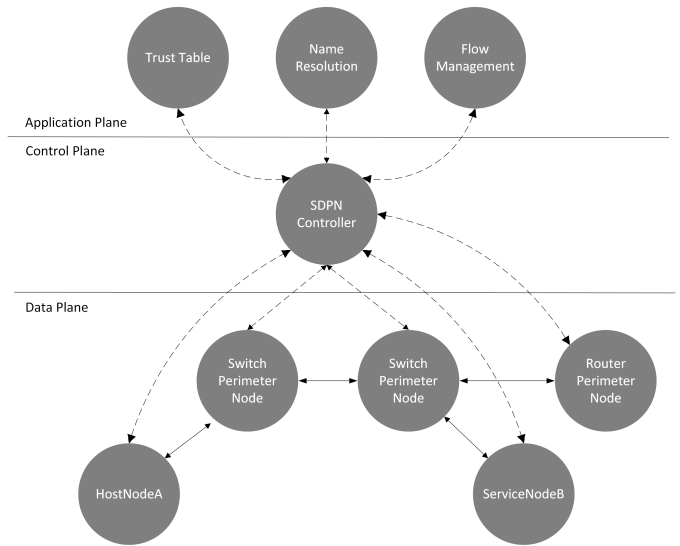 Trust Table
Name
Resolution
Flow
Management
Application Plane
Control Plane
SDPN
Controller
Data Plane
Switch
Perimeter
Node
Switch
Perimeter
Node
Router
Perimeter
Node
HostNodeA
ServiceNodeB